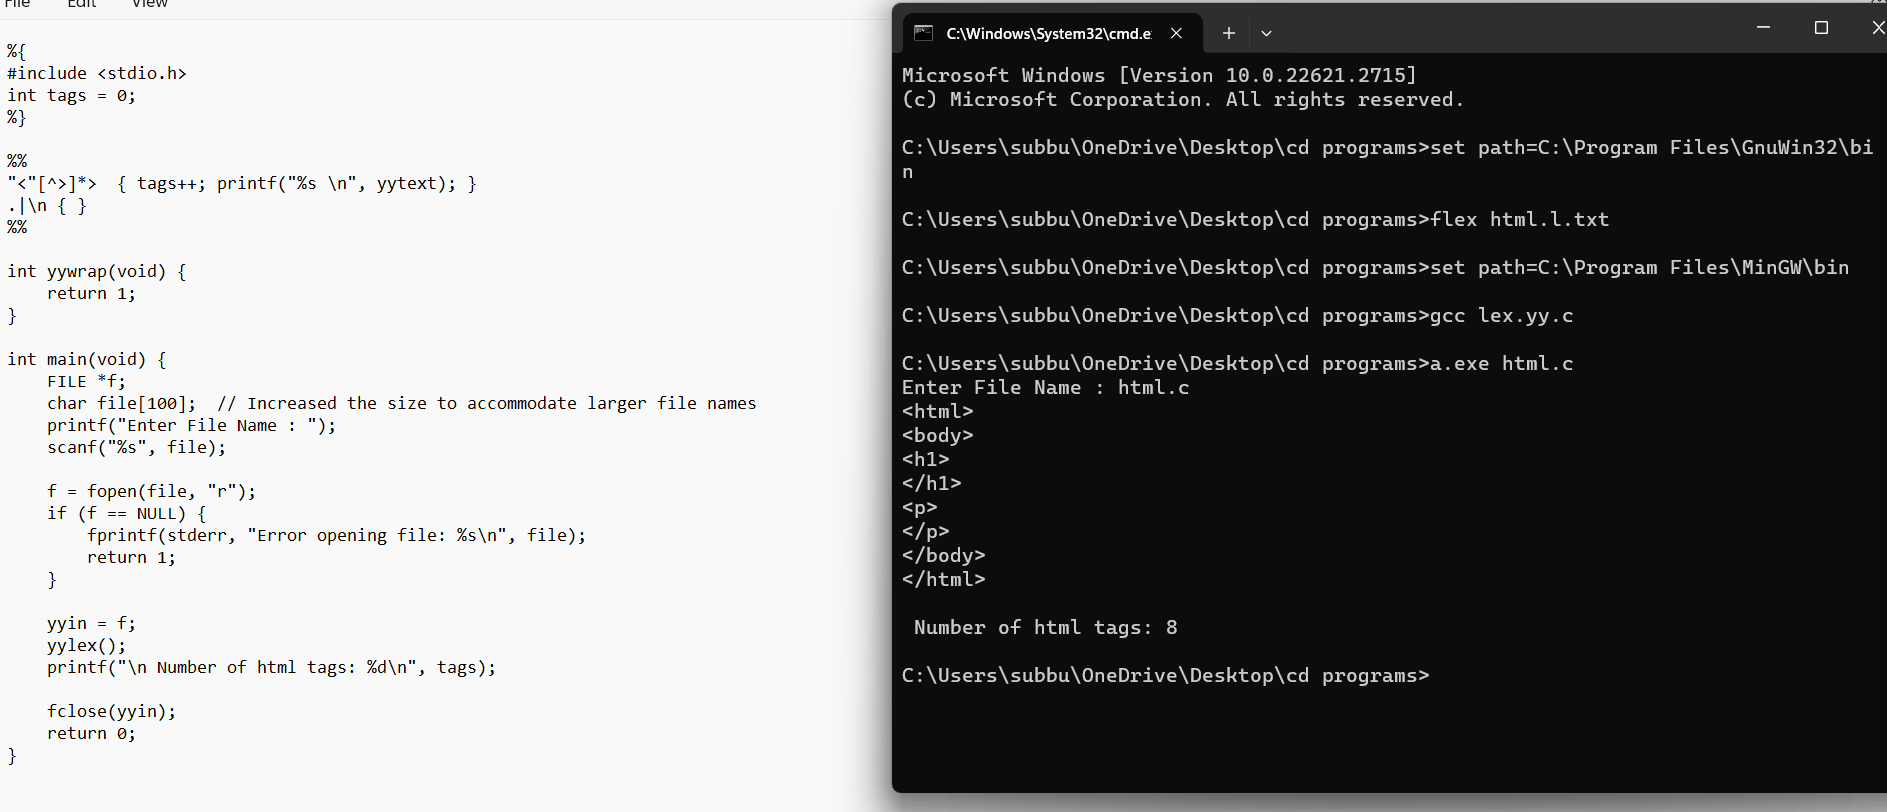 File Edit View
%{
#include <stdio.h>
int tags = 0;
%}
%%
"<"[^>]*> { tags++; printf("%s \n", yytext); }
.|\n { }
%%
int yywrap(void) {
    return 1;
}
int main(void) {
    FILE *f;
    char file[100];  // Increased the size to accommodate larger file names
    printf("Enter File Name : ");
    scanf("%s", file);
    f = fopen(file, "r");
    if (f == NULL) {
        fprintf(stderr, "Error opening file: %s\n", file);
        return 1;
    }
    yyin = f;
    yylex();
    printf("\n Number of html tags: %d\n", tags);
    fclose(yyin);
    return 0;
}
C:\Windows\System32\cmd.e
Microsoft Windows [Version 10.0.22621.2715]
(c) Microsoft Corporation. All rights reserved.
C:\Users\subbu\OneDrive\Desktop\cd programs>set path=C:\Program Files\GnuWin32\bi
n
C:\Users\subbu\OneDrive\Desktop\cd programs>flex html.l.txt
C:\Users\subbu\OneDrive\Desktop\cd programs>set path=C:\Program Files\MinGW\bin
C:\Users\subbu\OneDrive\Desktop\cd programs>gcc lex.yy.c
C:\Users\subbu\OneDrive\Desktop\cd programs>a.exe html.c
Enter File Name : html.c
<html>
<body>
<h1>
</h1>
<p>
</p>
</body>
</html>
 Number of html tags: 8
C:\Users\subbu\OneDrive\Desktop\cd programs>